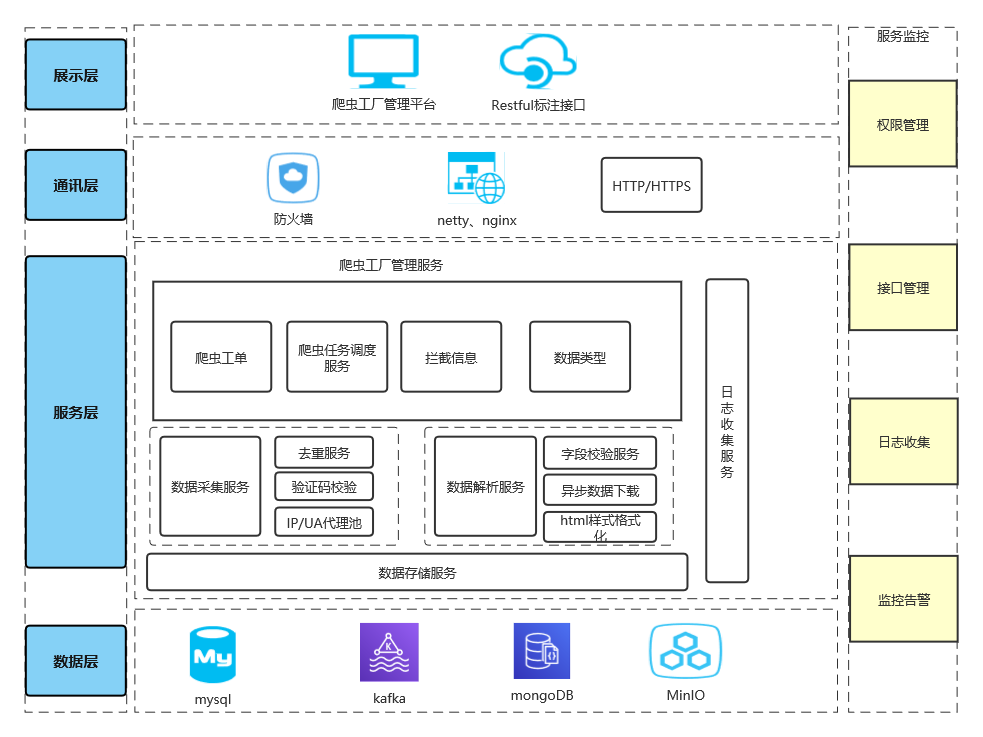 展示层
爬虫工厂管理平台
Restful标注接口
通讯层
防火墙
netty、nginx
HTTP/HTTPS
服务层
爬虫工厂管理服务
爬虫工单
爬虫任务调度
服务
拦截信息
数据类型
数据采集服务
去重服务
验证码校验
IP/UA代理池
数据解析服务
字段校验服务
异步数据下载
html样式格式
化
数据存储服务
日
志
收
集
服
务
数据层
My
mysql
K
kafka
mongoDB
MinIO
服务监控
权限管理
接口管理
日志收集
监控告警